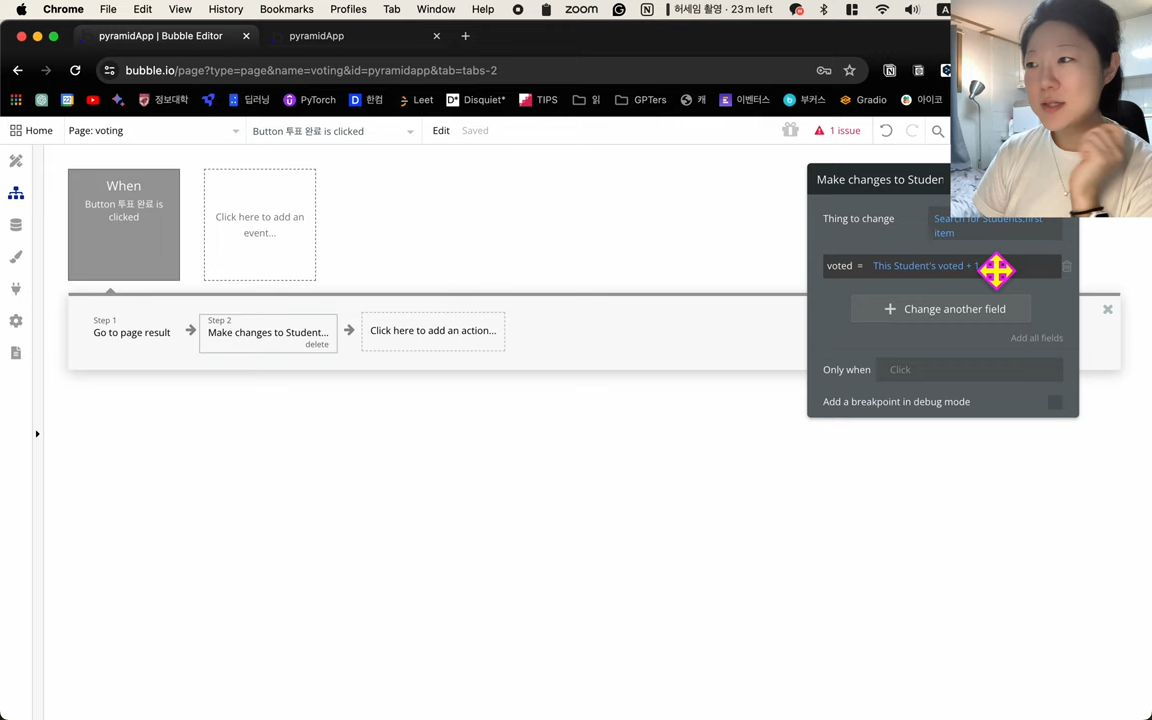 Chrome File Edit View History Bookmarks Profiles Tab Window Help zoom 허세임 촬영 · 23 m left
pyramidApp | Bubble Editor
pyramidApp
bubble.io/page?type=page&name=voting&id=pyramidapp&tab=tabs-2
정보대학 딥러닝 PyTorch 한컴 Leet Disquiet* TIPS 읽 GPTers 캐 이벤터스 부커스 Gradio 아이코
Home Page: voting Button 투표 완료 is clicked Edit Saved 1 issue
When
Button 투표 완료 is
clicked
Click here to add an
event...
Make changes to Studen
Thing to change
Search for Students:first
item
voted = This Student's voted + 1
Change another field
Add all fields
Only when Click
Add a breakpoint in debug mode
Step 1
Go to page result
Step 2
Make changes to Student...
delete
Click here to add an action...